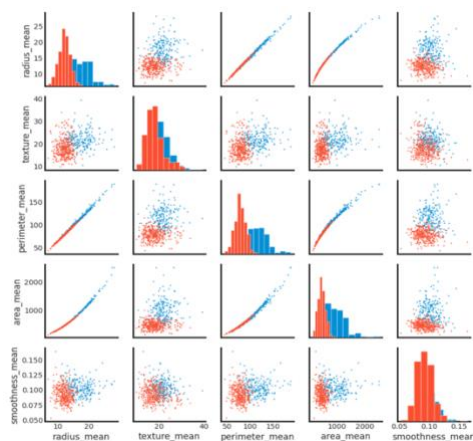 radius_mean
25
20
15
10
texture_mean
40
30
20
10
perimeter_mean
150
100
50
area_mean
2000
1000
smoothness_mean
0.150
0.125
0.100
0.075
0.050
10 20
20 40
50 100 150
1000 2000
0.05 0.10 0.15
radius_mean
texture_mean
perimeter_mean
area_mean
smoothness_mean